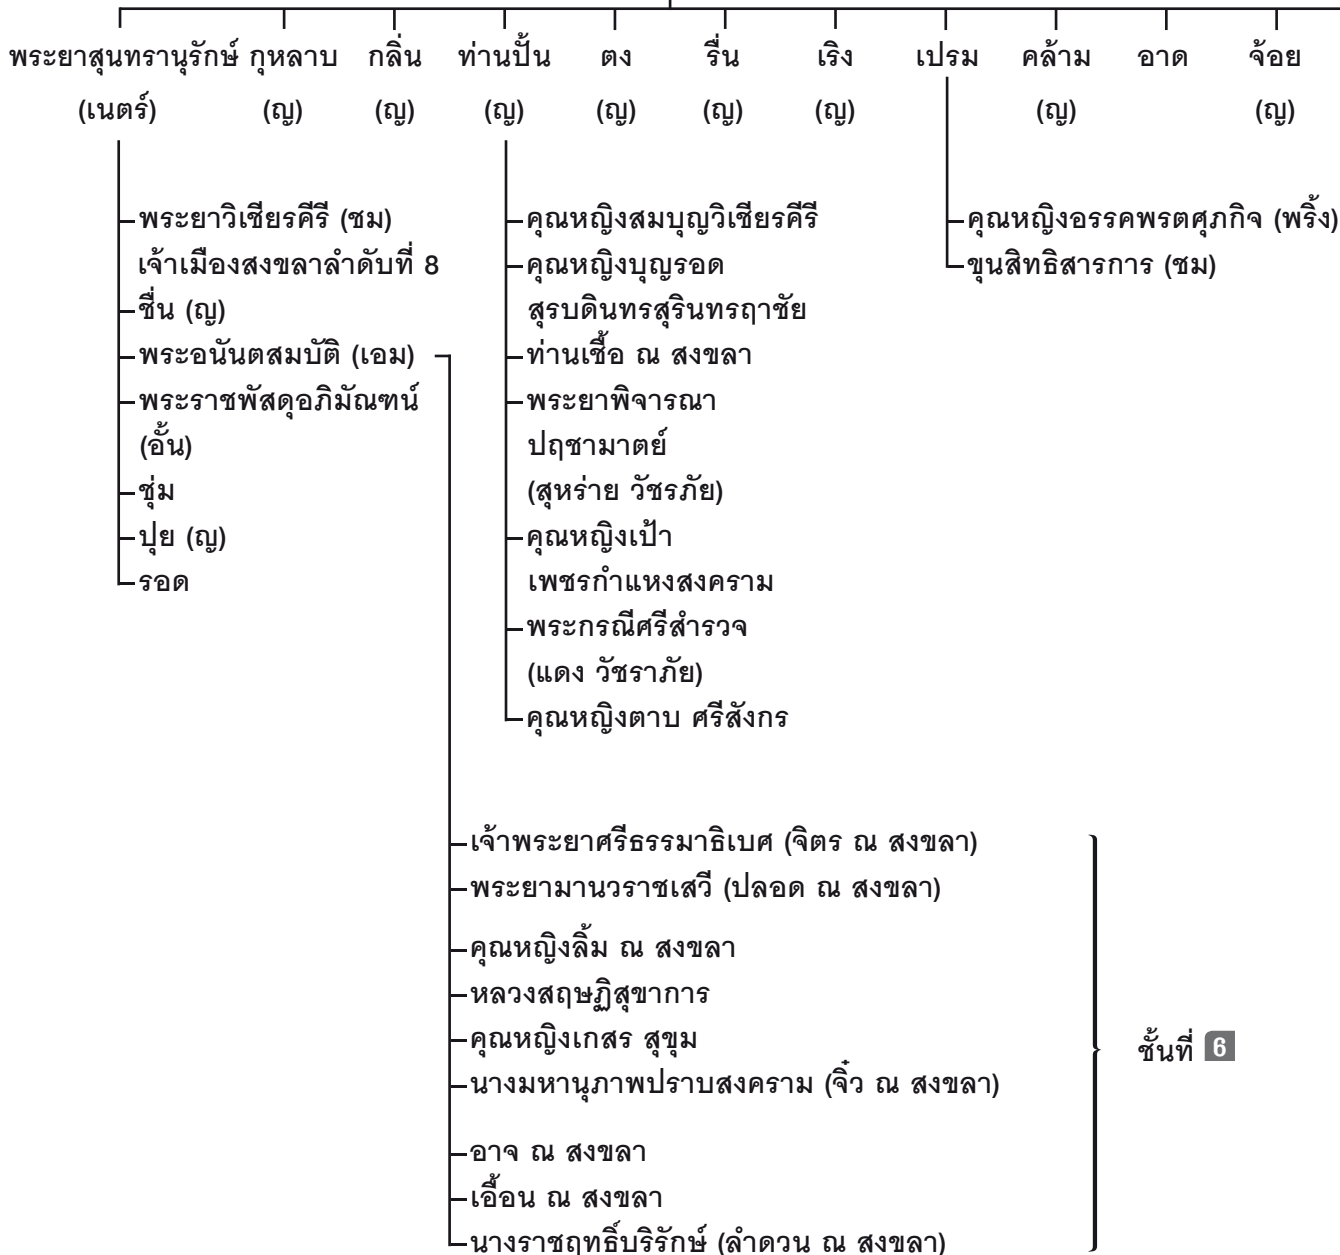 พระยาสุนทรานุรักษ์ กุหลาบ กลิ่น ท่านปั้น ตง รื่น เริง เปรม คล้าม อาด จ้อย
(เนตร์) (ญ) (ญ) (ญ) (ญ) (ญ) (ญ) (ญ) (ญ)
พระยาวิเชียรคีรี (ชม)
เจ้าเมืองสงขลาลำดับที่ 8
ชื่น (ญ)
พระอนันตสมบัติ (เอม)
พระราชพัสดุอภิมัณฑน์
(อั้น)
ชุ่ม
ปุย (ญ)
รอด
คุณหญิงสมบุญวิเชียรคีรี
คุณหญิงบุญรอด
สุรบดินทรสุรินทรฤาชัย
ท่านเชื้อ ณ สงขลา
พระยาพิจารณา
ปฤชามาตย์
(สุหร่าย วัชรภัย)
คุณหญิงเป้า
เพชรกำแหงสงคราม
พระกรณีศรีสำรวจ
(แดง วัชราภัย)
คุณหญิงตาบ ศรีสังกร
คุณหญิงอรรคพรตศุภกิจ (พริ้ง)
ขุนสิทธิสารการ (ชม)
เจ้าพระยาศรีธรรมาธิเบศ (จิตร ณ สงขลา)
พระยามานวราชเสวี (ปลอด ณ สงขลา)
คุณหญิงลิ้ม ณ สงขลา
หลวงสฤษฏิสุขาการ
คุณหญิงเกสร สุขุม
นางมหานุภาพปราบสงคราม (จิ๋ว ณ สงขลา)
อาจ ณ สงขลา
เอื้อน ณ สงขลา
นางราชฤทธิ์บริรักษ์ (ลำดวน ณ สงขลา)
ชั้นที่ 6